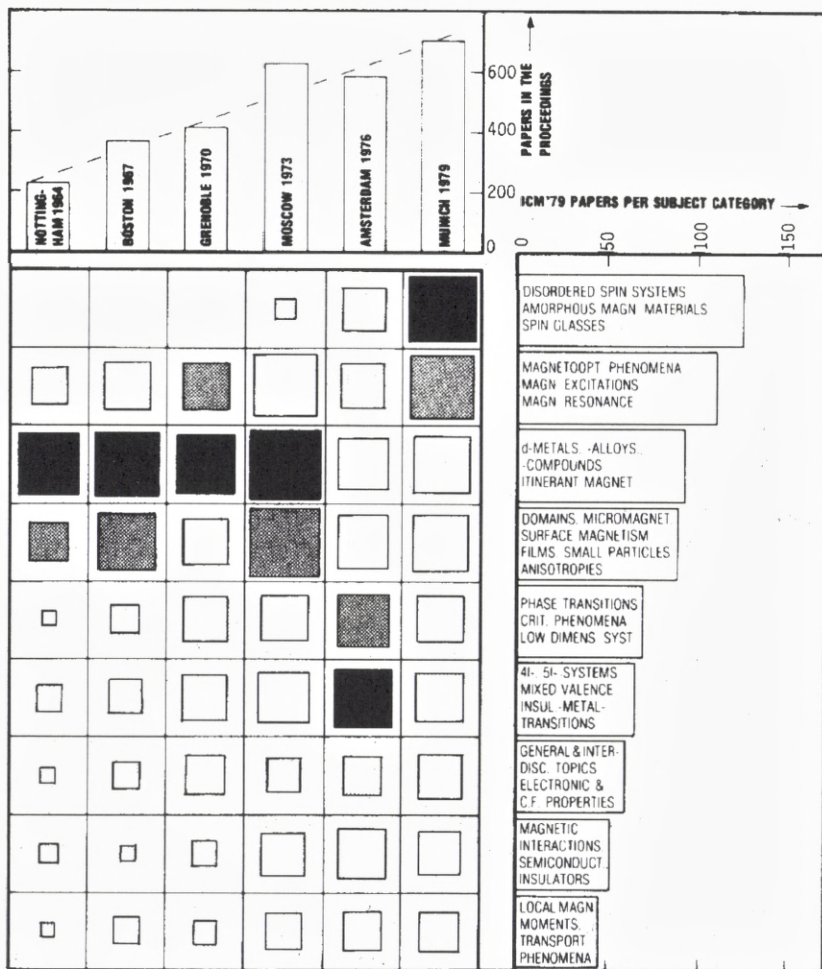 600
400
200
0
PAPERS IN THE
PROCEEDINGS
NOTTING-
HAM 1964
BOSTON 1967
GRENOBLE 1970
MOSCOW 1973
AMSTERDAM 1976
MUNICH 1979
ICM'79 PAPERS PER SUBJECT CATEGORY
0
50
100
150
DISORDERED SPIN SYSTEMS
AMORPHOUS MAGN MATERIALS
SPIN GLASSES
MAGNETOOPT PHENOMENA
MAGN EXCITATIONS
MAGN RESONANCE
d-METALS, -ALLOYS,
-COMPOUNDS
ITINERANT MAGNET
DOMAINS, MICROMAGNET
SURFACE MAGNETISM
FILMS, SMALL PARTICLES
ANISOTROPIES
PHASE TRANSITIONS
CRIT. PHENOMENA
LOW DIMENS SYST
4f-, 5f- SYSTEMS
MIXED VALENCE
INSUL -METAL-
TRANSITIONS
GENERAL & INTER-
DISC. TOPICS
ELECTRONIC &
C.F. PROPERTIES
MAGNETIC
INTERACTIONS
SEMICONDUCT.
INSULATORS
LOCAL MAGN
MOMENTS,
TRANSPORT
PHENOMENA